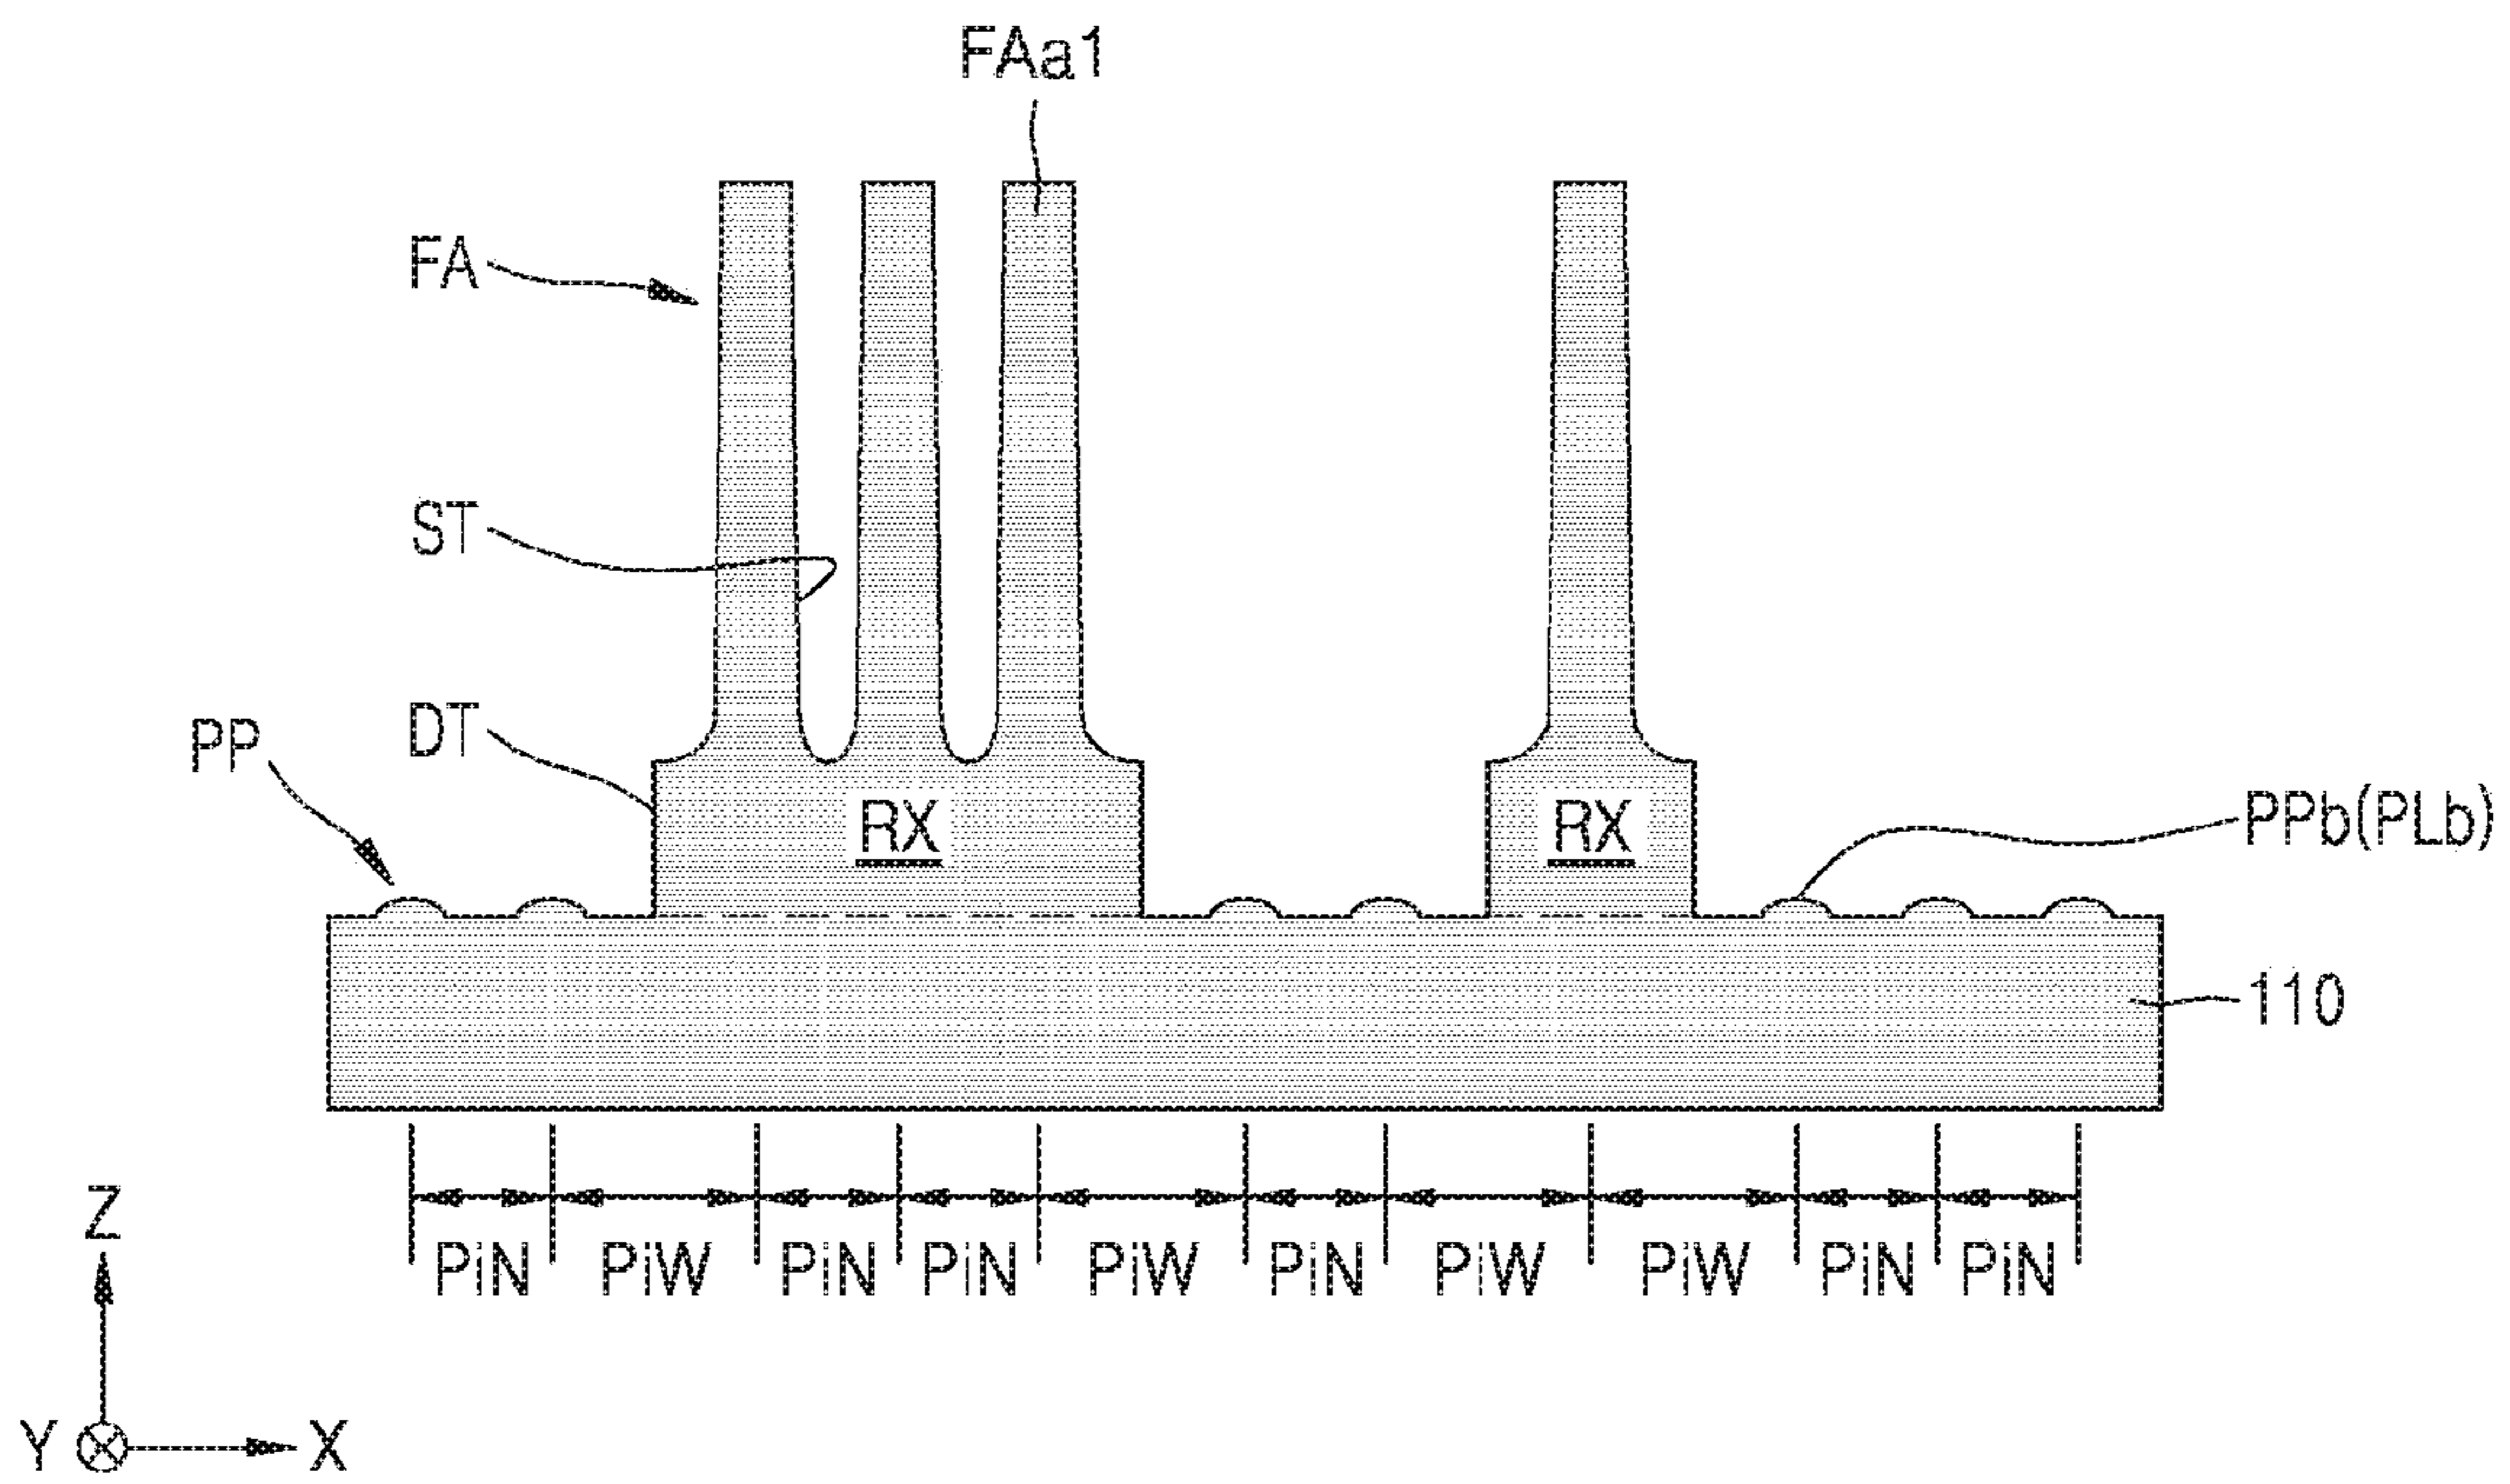 FAa1
FA
ST
DT
PP
RX RX
PPb(PLb)
110
PiN PiW PiN PiN PiW PiN PiW PiW PiN PiN
Z
Y X